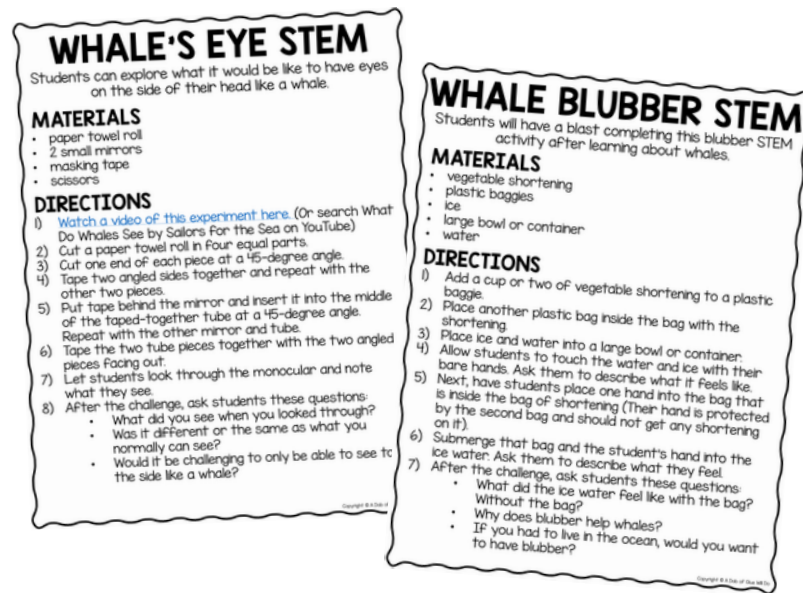 WHALE'S EYE STEM
Students can explore what it would be like to have eyes
on the side of their head like a whale.
MATERIALS
• paper towel roll
• 2 small mirrors
• masking tape
• scissors
DIRECTIONS
1) Watch a video of this experiment here. (Or search What
Do Whales See by Sailors for the Sea on YouTube)
2) Cut a paper towel roll in four equal parts.
3) Cut one end of each piece at a 45-degree angle.
4) Tape two angled sides together and repeat with the
other two pieces.
5) Put tape behind the mirror and insert it into the middle
of the taped-together tube at a 45-degree angle.
Repeat with the other mirror and tube.
6) Tape the two tube pieces together with the two angled
pieces facing out.
7) Let students look through the monocular and note
what they see.
8) After the challenge, ask students these questions:
• What did you see when you looked through?
• Was it different or the same as what you
normally can see?
• Would it be challenging to only be able to see to
the side like a whale?
Copyright © A Dab of
WHALE BLUBBER STEM
Students will have a blast completing this blubber STEM
activity after learning about whales.
MATERIALS
• vegetable shortening
• plastic baggies
• ice
• large bowl or container
• water
DIRECTIONS
1) Add a cup or two of vegetable shortening to a plastic
baggie.
2) Place another plastic bag inside the bag with the
shortening.
3) Place ice and water into a large bowl or container.
4) Allow students to touch the water and ice with their
bare hands. Ask them to describe what it feels like.
5) Next, have students place one hand into the bag that
is inside the bag of shortening (Their hand is protected
by the second bag and should not get any shortening
on it).
6) Submerge that bag and the student's hand into the
ice water. Ask them to describe what they feel.
7) After the challenge, ask students these questions:
• What did the ice water feel like with the bag?
Without the bag?
• Why does blubber help whales?
• If you had to live in the ocean, would you want
to have blubber?
Copyright © A Dab of Glue Will Do